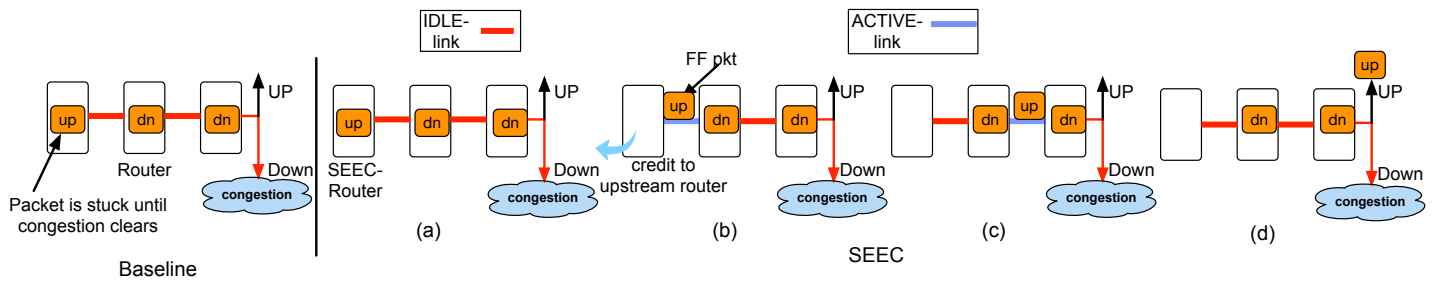 IDLE-
link
ACTIVE-
link
up
dn
dn
UP
Down
congestion
Router
Packet is stuck until
congestion clears
Baseline
up
dn
dn
UP
Down
congestion
SEEC-
Router
(a)
FF pkt
up
dn
dn
UP
Down
congestion
credit to
upstream router
(b)
dn
up
dn
UP
Down
congestion
(c)
up
dn
dn
UP
Down
congestion
(d)
SEEC